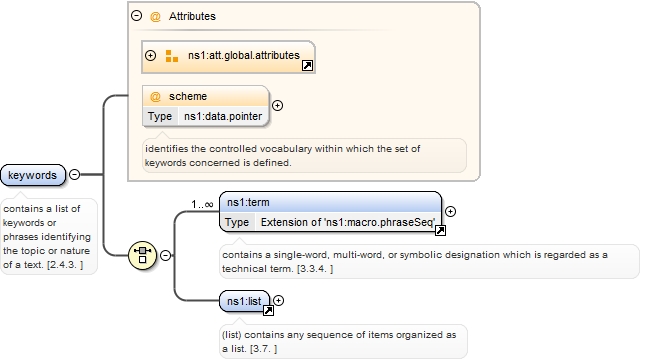 Attributes
ns1:att.global.attributes
@ scheme
Type ns1:data.pointer
identifies the controlled vocabulary within which the set of
keywords concerned is defined.
keywords
contains a list of
keywords or
phrases identifying
the topic or nature
of a text. [2.4.3. ]
1..∞
ns1:term
Type Extension of 'ns1:macro.phraseSeq'
contains a single-word, multi-word, or symbolic designation which is regarded as a
technical term. [3.3.4. ]
ns1:list
(list) contains any sequence of items organized as
a list. [3.7. ]